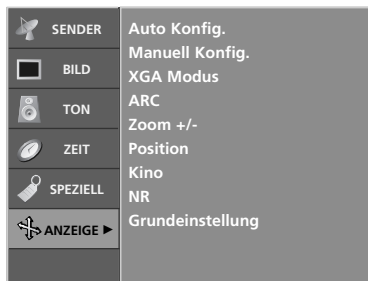 SENDER
BILD
TON
ZEIT
SPEZIELL
ANZEIGE ►
Auto Konfig.
Manuell Konfig.
XGA Modus
ARC
Zoom +/-
Position
Kino
NR
Grundeinstellung